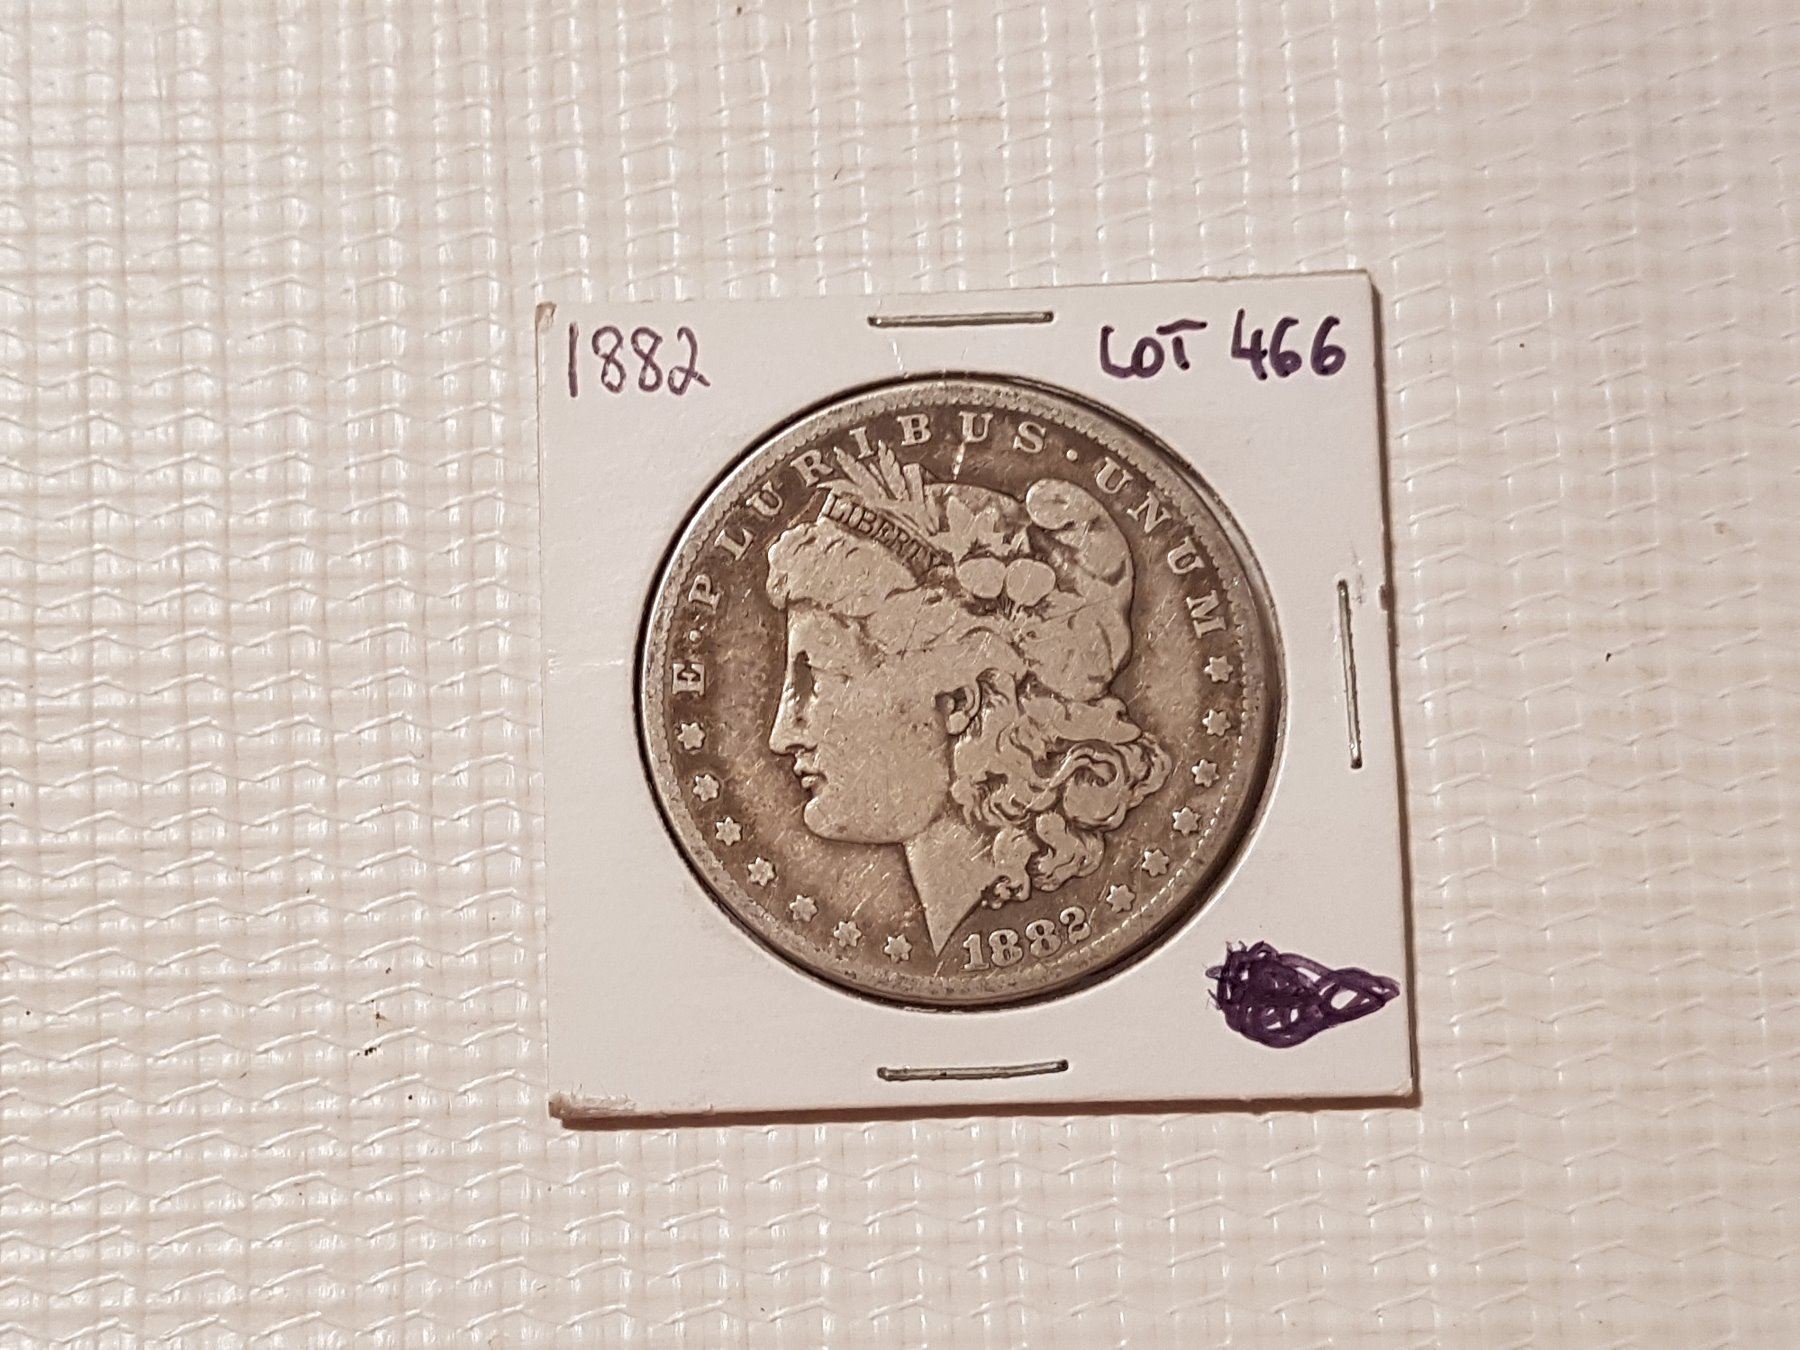 1882 LOT 466
E · PLURIBUS · UNUM
LIBERTY
1882